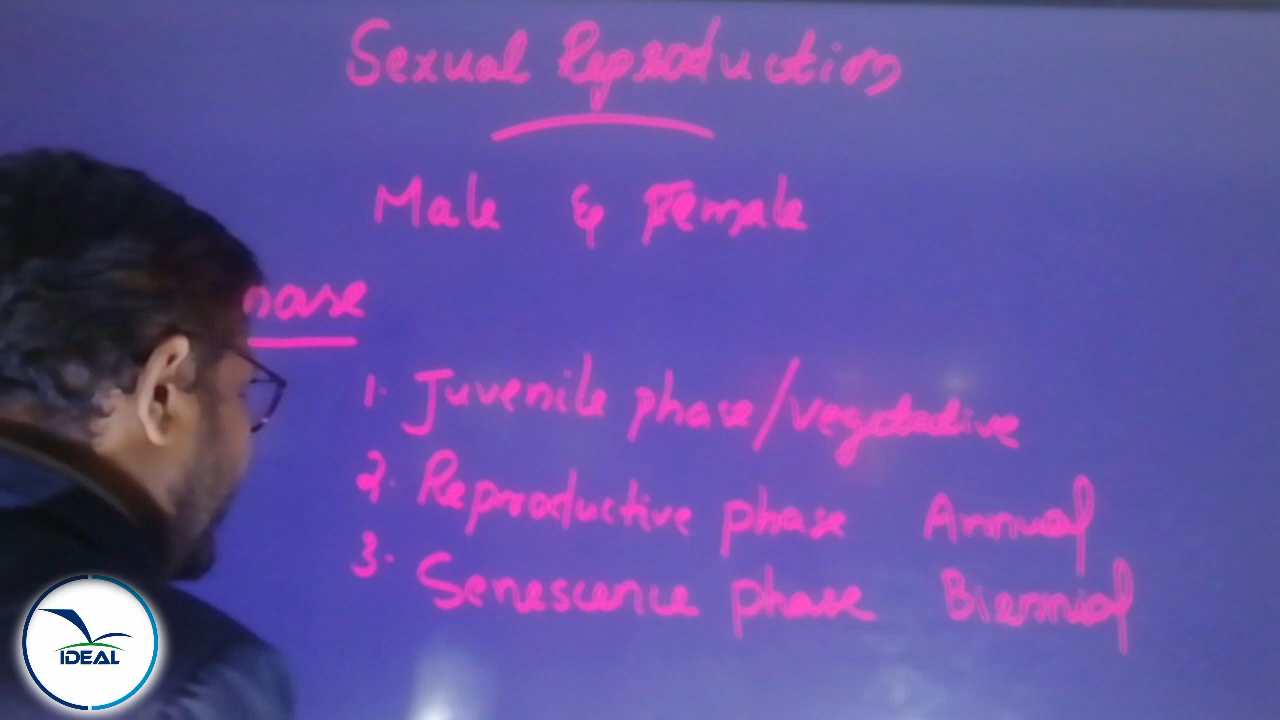 Sexual Reproduction
Male & Female
hase
1. Juvenile phase/vegetative
2. Reproductive phase Annual
3. Senescence phase Biennial
IDEAL